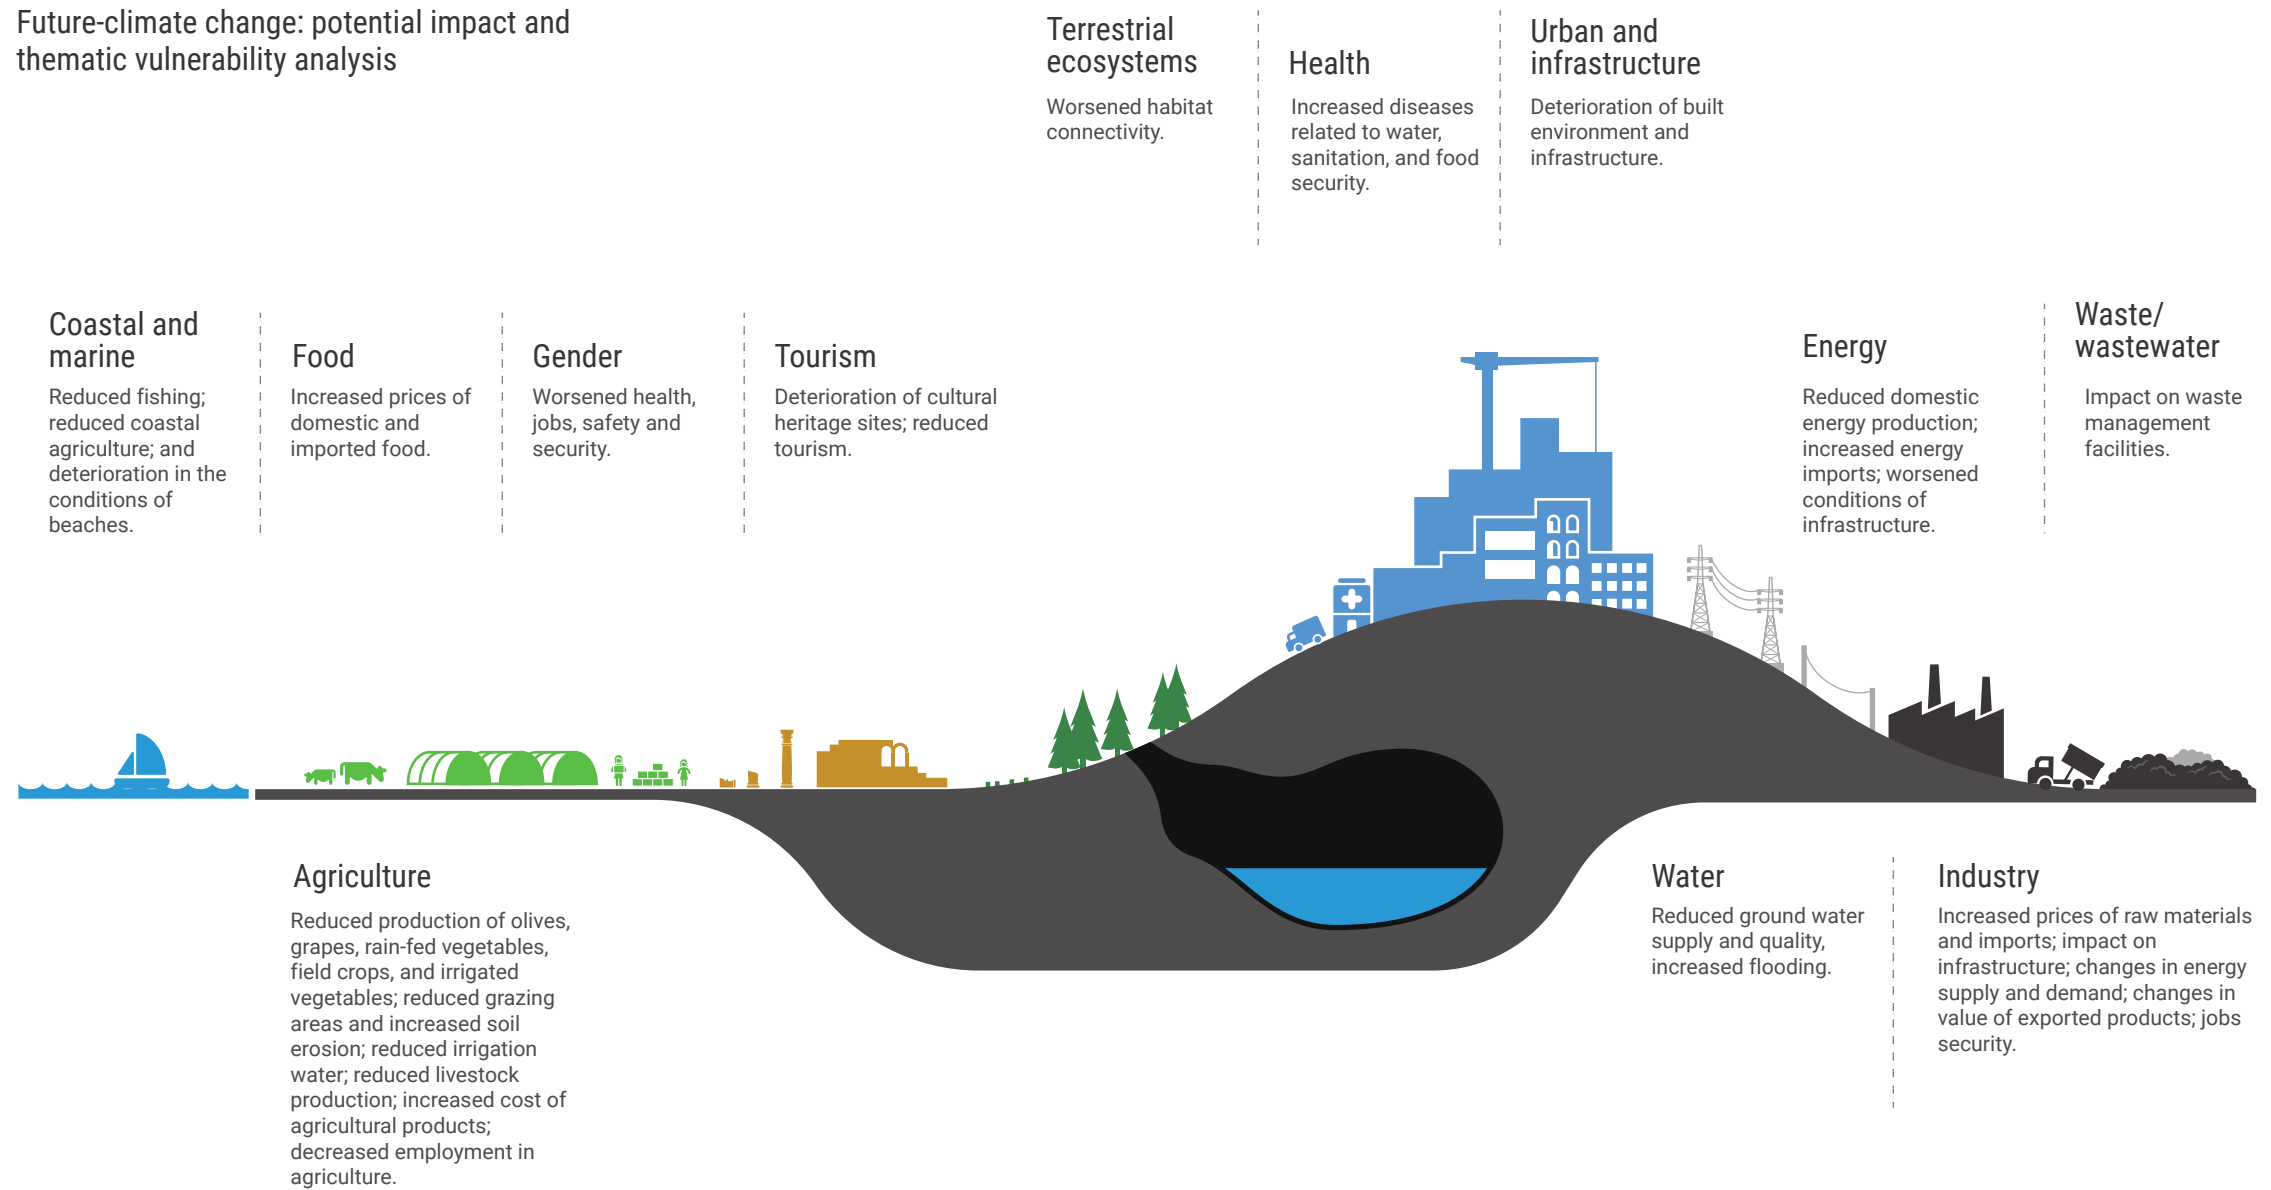 Future-climate change: potential impact and
thematic vulnerability analysis
Terrestrial
ecosystems
Worsened habitat
connectivity.
Health
Increased diseases
related to water,
sanitation, and food
security.
Urban and
infrastructure
Deterioration of built
environment and
infrastructure.
Coastal and
marine
Reduced fishing;
reduced coastal
agriculture; and
deterioration in the
conditions of
beaches.
Food
Increased prices of
domestic and
imported food.
Gender
Worsened health,
jobs, safety and
security.
Tourism
Deterioration of cultural
heritage sites; reduced
tourism.
Energy
Reduced domestic
energy production;
increased energy
imports; worsened
conditions of
infrastructure.
Waste/
wastewater
Impact on waste
management
facilities.
Agriculture
Reduced production of olives,
grapes, rain-fed vegetables,
field crops, and irrigated
vegetables; reduced grazing
areas and increased soil
erosion; reduced irrigation
water; reduced livestock
production; increased cost of
agricultural products;
decreased employment in
agriculture.
Water
Reduced ground water
supply and quality,
increased flooding.
Industry
Increased prices of raw materials
and imports; impact on
infrastructure; changes in energy
supply and demand; changes in
value of exported products; jobs
security.